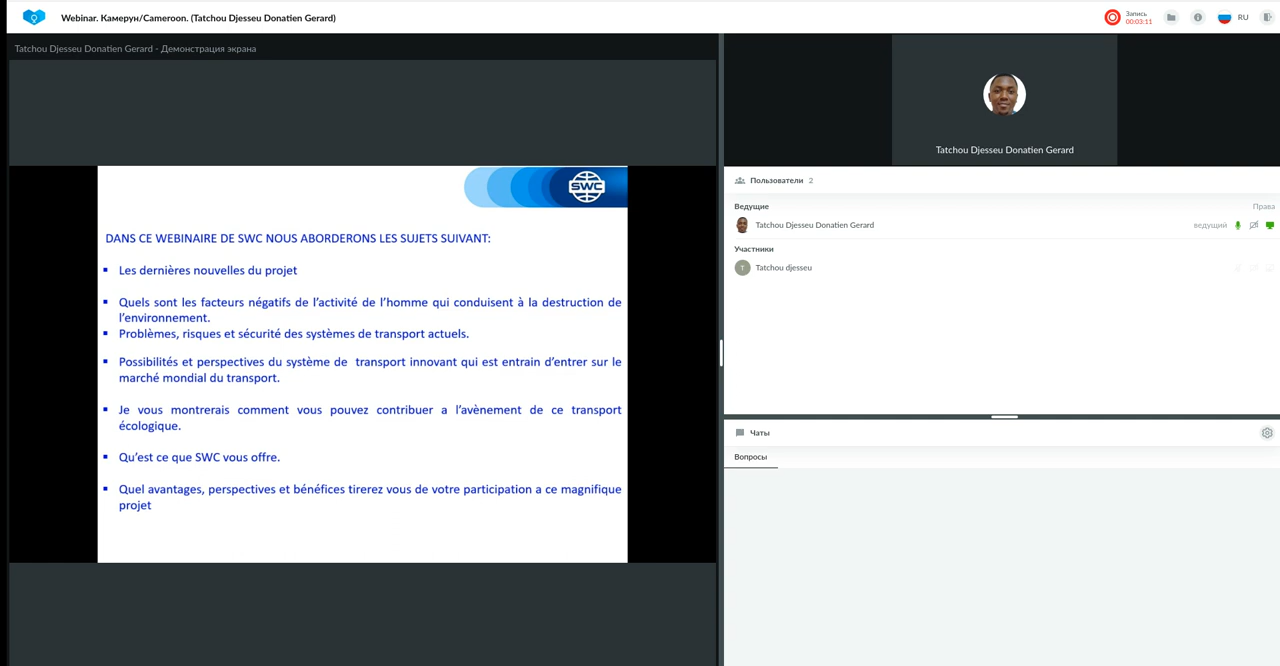 Webinar. Камерун/Cameroon. (Tatchou Djesseu Donatien Gerard)
Запись
00:03:11
RU
Tatchou Djesseu Donatien Gerard - Демонстрация экрана
SWC
DANS CE WEBINAIRE DE SWC NOUS ABORDERONS LES SUJETS SUIVANT:
▪ Les dernières nouvelles du projet
▪ Quels sont les facteurs négatifs de l’activité de l’homme qui conduisent à la destruction de
l’environnement.
▪ Problèmes, risques et sécurité des systèmes de transport actuels.
▪ Possibilités et perspectives du système de transport innovant qui est entrain d’entrer sur le
marché mondial du transport.
▪ Je vous montrerais comment vous pouvez contribuer a l’avènement de ce transport
écologique.
▪ Qu’est ce que SWC vous offre.
▪ Quel avantages, perspectives et bénéfices tirerez vous de votre participation a ce magnifique
projet
Tatchou Djesseu Donatien Gerard
Пользователи 2
Ведущие Права
Tatchou Djesseu Donatien Gerard ведущий
Участники
T Tatchou djesseu
Чаты
Вопросы